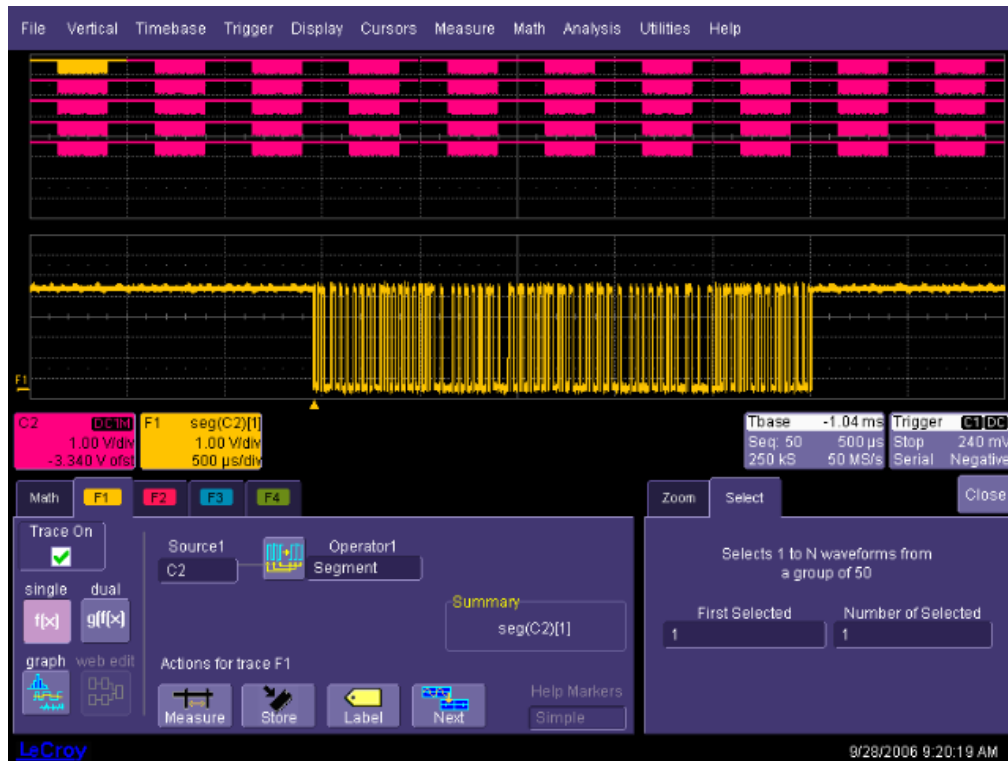 File Vertical Timebase Trigger Display Cursors Measure Math Analysis Utilities Help
F1
C2 DC1M
1.00 V/div
-3.340 V ofst
F1 seg(C2)[1]
1.00 V/div
500 µs/div
Tbase -1.04 ms
Seq: 50 500 µs
250 kS 50 MS/s
Trigger C1 DC
Stop 240 mV
Serial Negative
Math F1 F2 F3 F4
Trace On
single dual
f(x) g(f(x))
graph web edit
Source1
C2
Operator1
Segment
Summary
seg(C2)[1]
Actions for trace F1
Measure Store Label Next
Help Markers
Simple
Zoom Select Close
Selects 1 to N waveforms from
a group of 50
First Selected Number of Selected
1 1
LeCroy
9/28/2006 9:20:19 AM